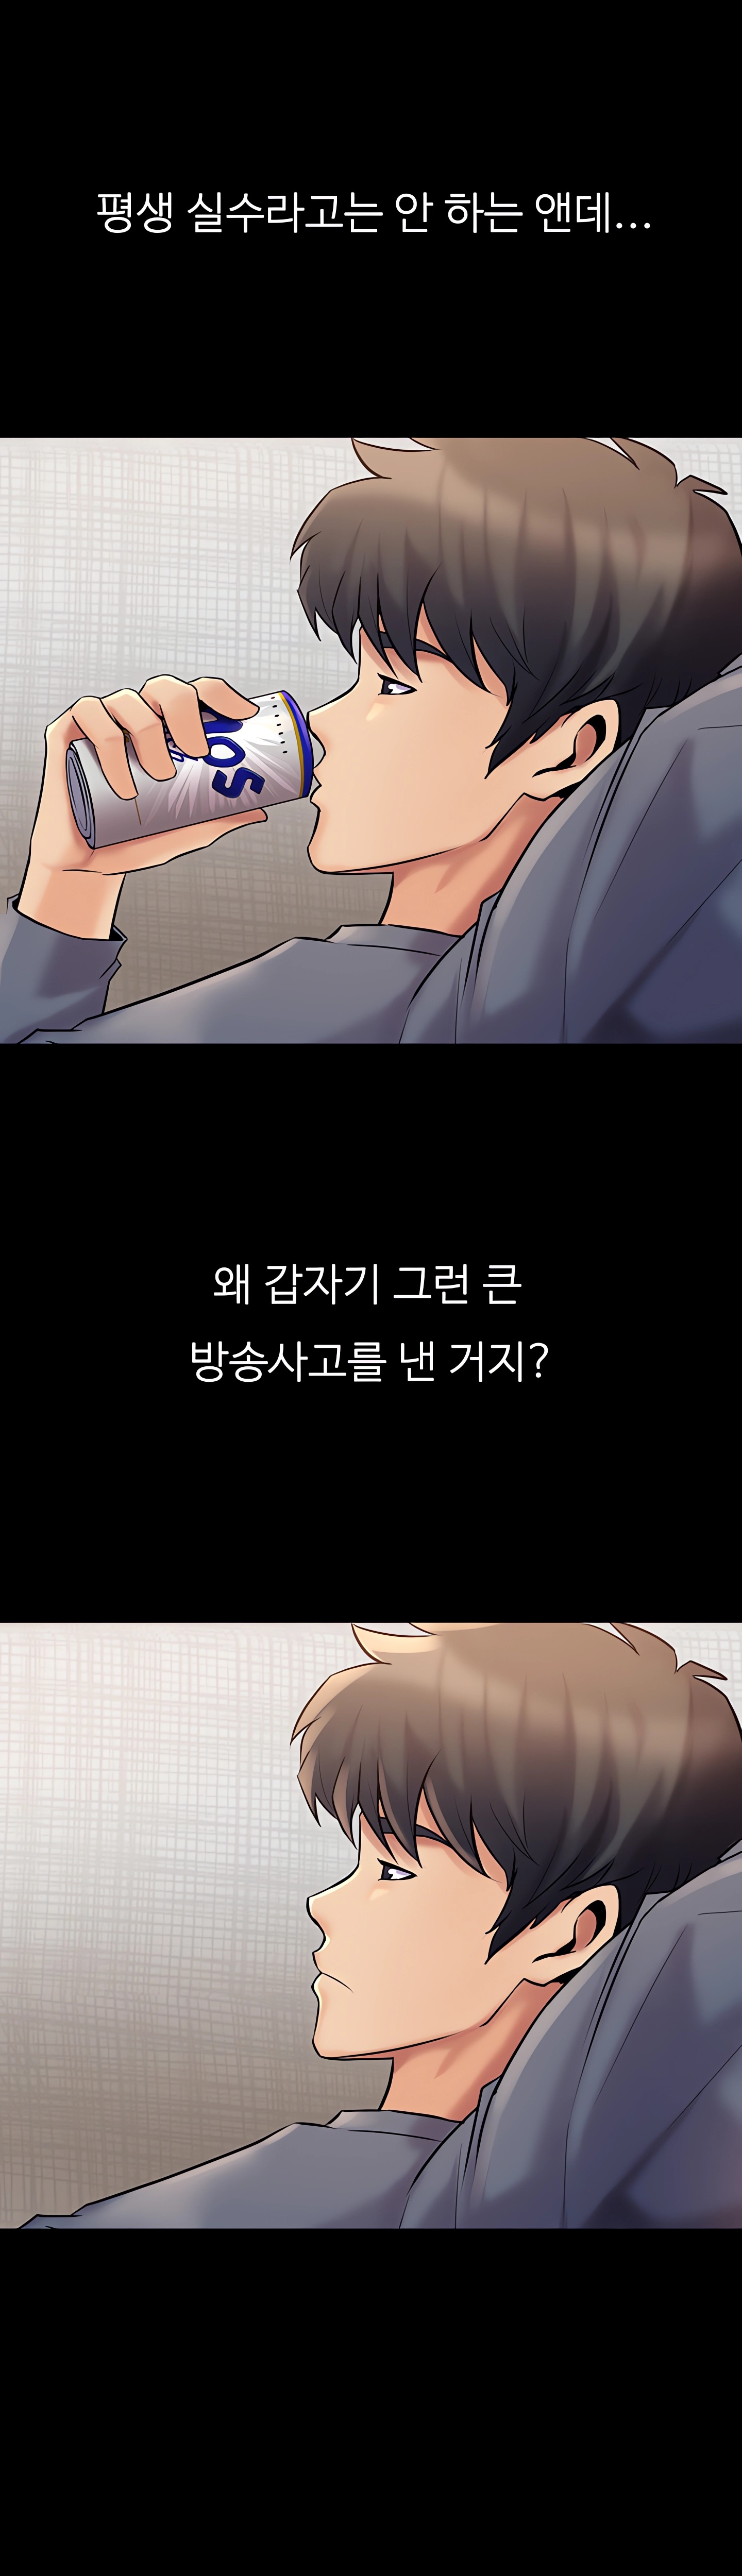 평생 실수라고는 안 하는 앤데...
왜 갑자기 그런 큰
방송사고를 낸 거지?